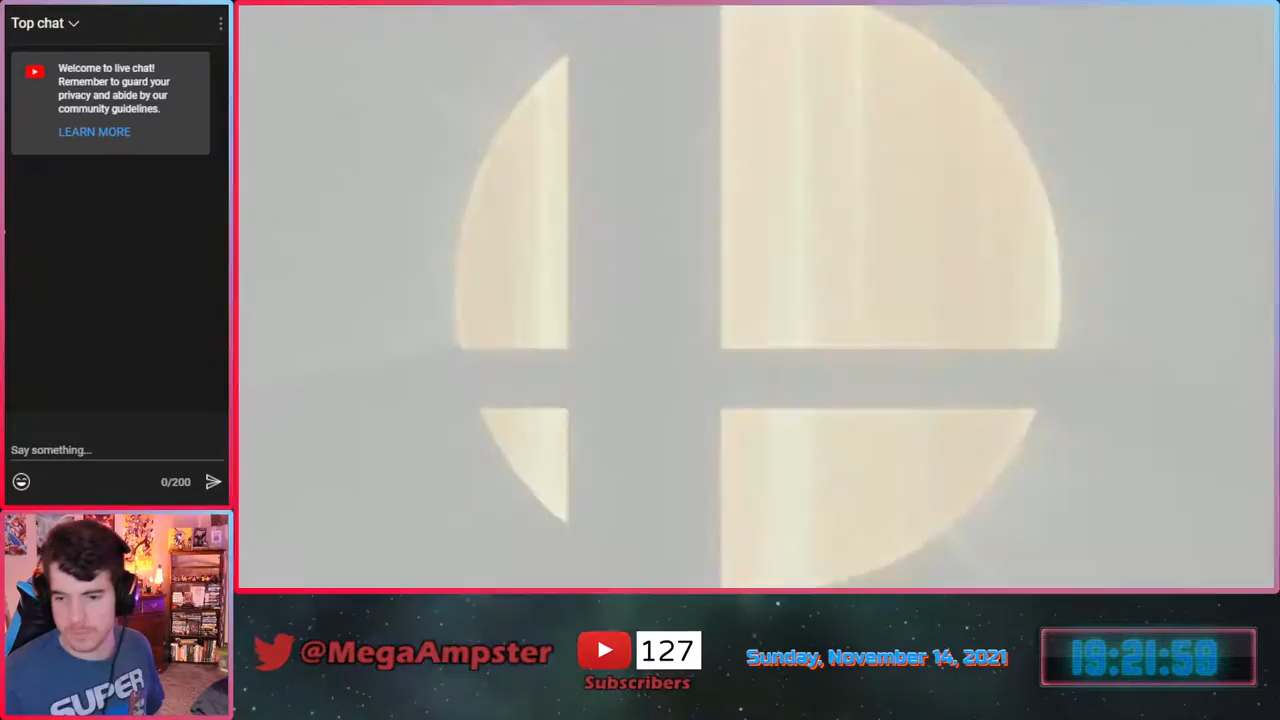 Top chat
Welcome to live chat!
Remember to guard your
privacy and abide by our
community guidelines.
LEARN MORE
Say something...
0/200
SUPER
@MegaAmpster
127
Subscribers
Sunday, November 14, 2021
19:21:58